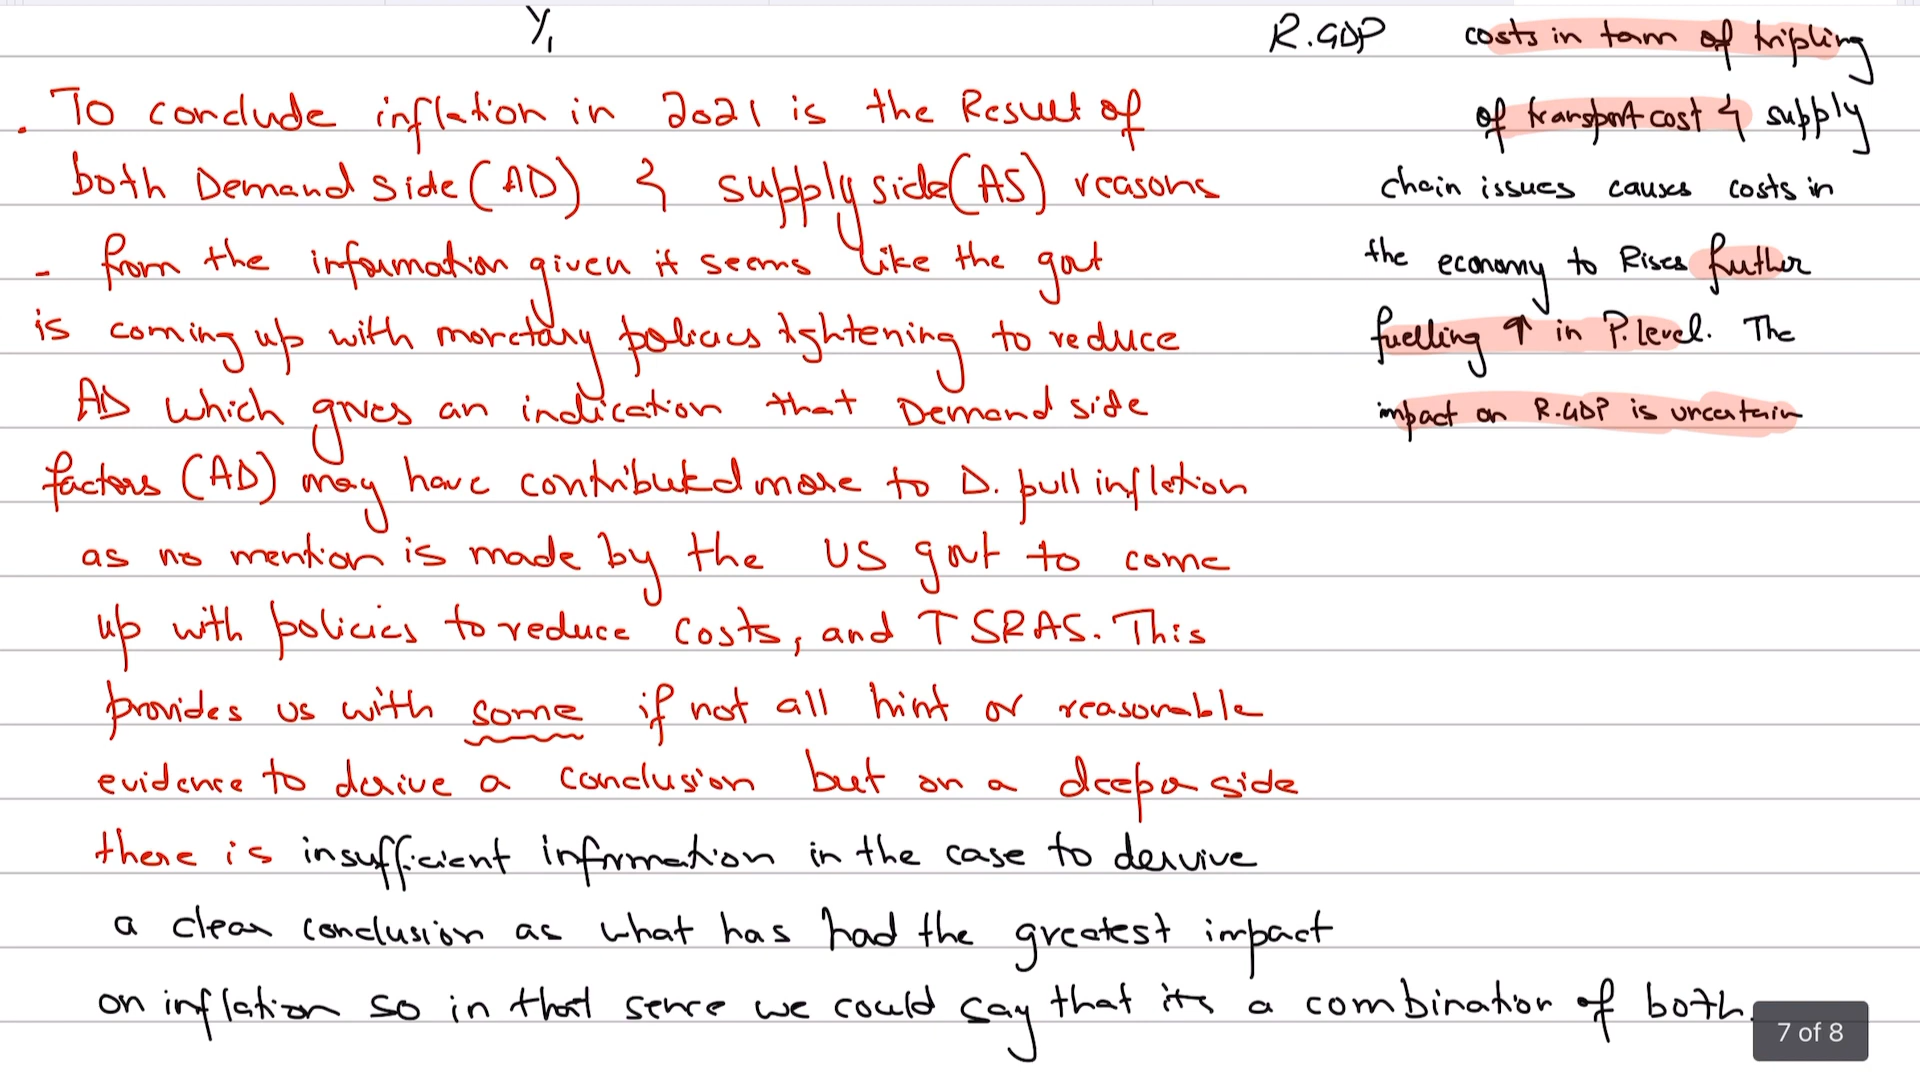 Y1
R.GDP
costs in tam of tripling
of transport cost & supply
chain issues causes costs in
the economy to Rises further
fuelling ↑ in P.level. The
impact on R.GDP is uncertain
. To conclude inflation in 2021 is the Result of
both Demand side (AD) & supply side (AS) reasons
- from the information given it seems like the govt
is coming up with monetary policies tightening to reduce
AD which gives an indication that Demand side
factors (AD) may have contributed more to D. pull inflation
as no mention is made by the US govt to come
up with policies to reduce costs, and ↑ SRAS. This
provides us with some if not all hint or reasonable
evidence to derive a conclusion but on a deeper side
there is insufficient information in the case to dervive
a clear conclusion as what has had the greatest impact
on inflation so in that sense we could say that its a combination of both.
7 of 8